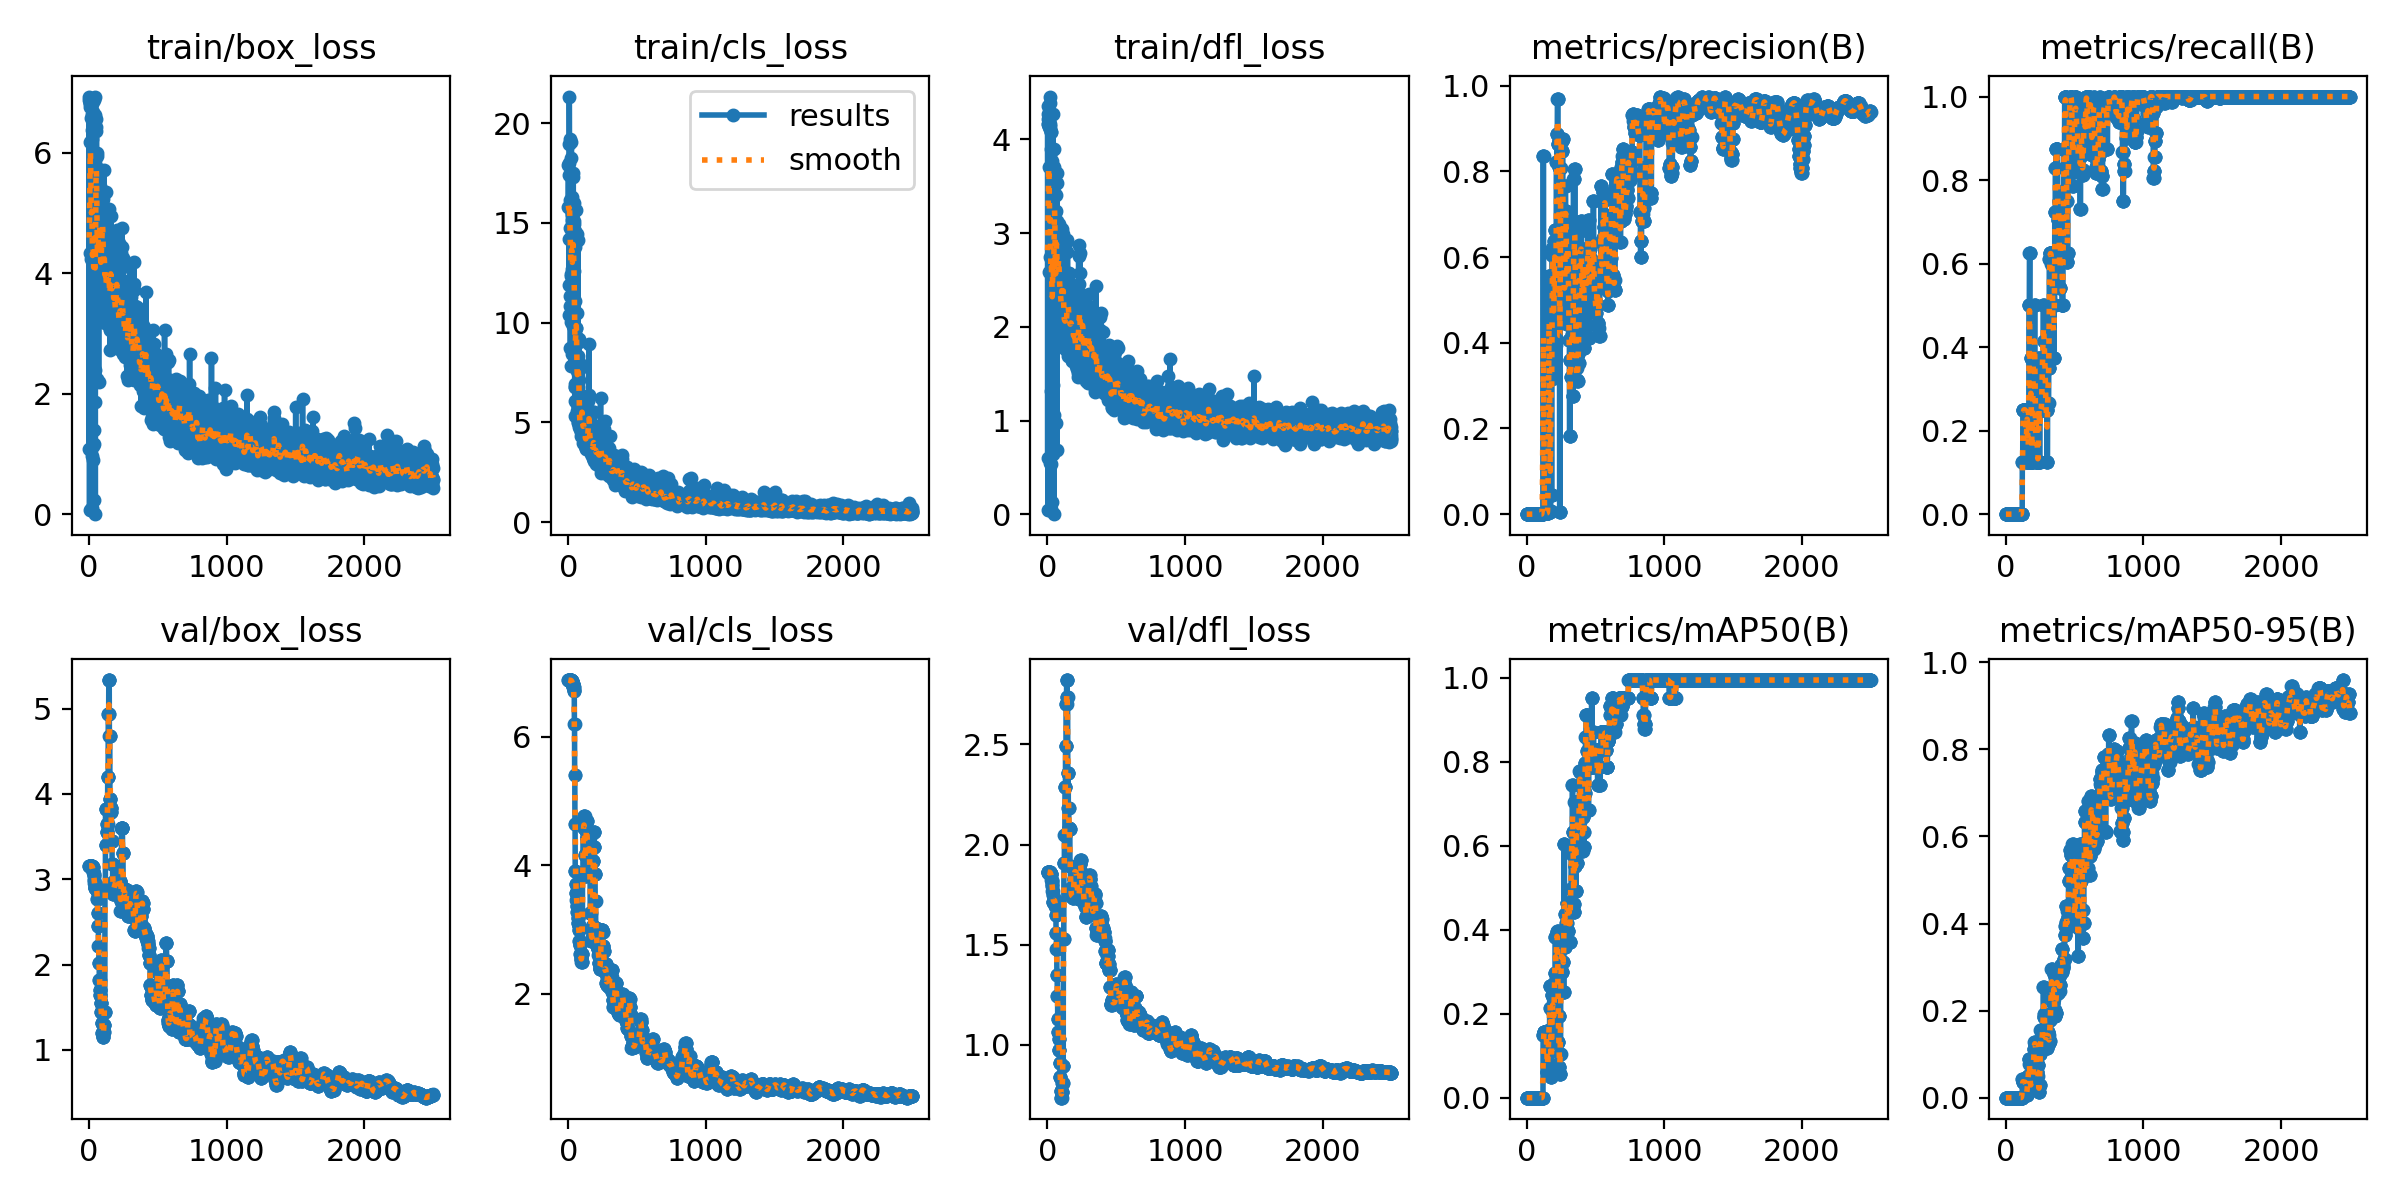 train/box_loss
6
4
2
0
0 1000 2000
train/cls_loss
results
smooth
20
15
10
5
0
0 1000 2000
train/dfl_loss
4
3
2
1
0
0 1000 2000
metrics/precision(B)
1.0
0.8
0.6
0.4
0.2
0.0
0 1000 2000
metrics/recall(B)
1.0
0.8
0.6
0.4
0.2
0.0
0 1000 2000
val/box_loss
5
4
3
2
1
0 1000 2000
val/cls_loss
6
4
2
0 1000 2000
val/dfl_loss
2.5
2.0
1.5
1.0
0 1000 2000
metrics/mAP50(B)
1.0
0.8
0.6
0.4
0.2
0.0
0 1000 2000
metrics/mAP50-95(B)
1.0
0.8
0.6
0.4
0.2
0.0
0 1000 2000